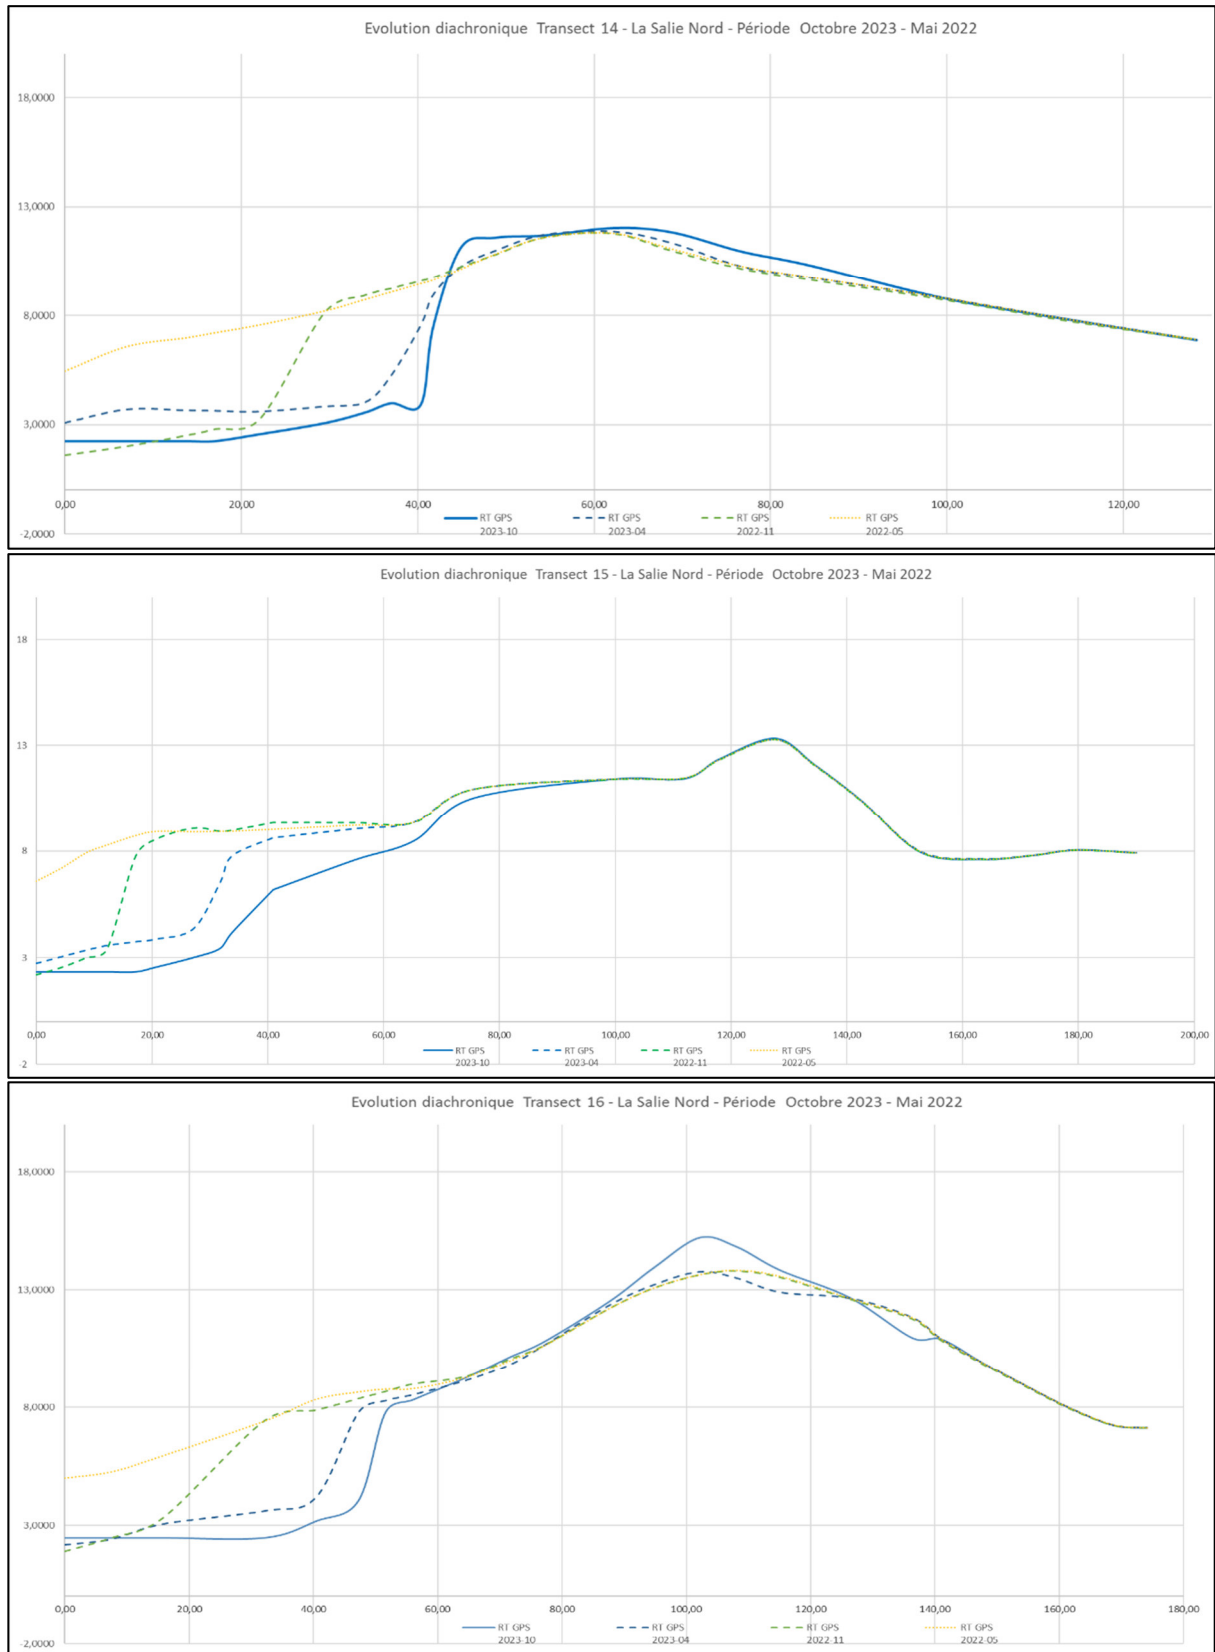 Evolution diachronique Transect 14 - La Salie Nord - Période Octobre 2023 - Mai 2022
18,0000
13,0000
8,0000
3,0000
0,00 20,00 40,00 60,00 80,00 100,00 120,00
RT GPS 2023-10 RT GPS 2023-04 RT GPS 2022-11 RT GPS 2022-05
-2,0000
Evolution diachronique Transect 15 - La Salie Nord - Période Octobre 2023 - Mai 2022
18
13
8
3
0,00 20,00 40,00 60,00 80,00 100,00 120,00 140,00 160,00 180,00 200,00
RT GPS 2023-10 RT GPS 2023-04 RT GPS 2022-11 RT GPS 2022-05
-2
Evolution diachronique Transect 16 - La Salie Nord - Période Octobre 2023 - Mai 2022
18,0000
13,0000
8,0000
3,0000
0,00 20,00 40,00 60,00 80,00 100,00 120,00 140,00 160,00 180,00
RT GPS 2023-10 RT GPS 2023-04 RT GPS 2022-11 RT GPS 2022-05
-2,0000